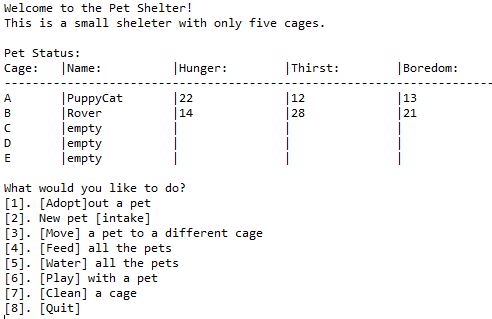 Welcome to the Pet Shelter!
This is a small sheleter with only five cages.
Pet Status:
Cage: |Name: |Hunger: |Thirst: |Boredom:
--------------------------------------------------------------------
A |PuppyCat |22 |12 |13
B |Rover |14 |28 |21
C |empty | | |
D |empty | | |
E |empty | | |
What would you like to do?
[1]. [Adopt]out a pet
[2]. New pet [intake]
[3]. [Move] a pet to a different cage
[4]. [Feed] all the pets
[5]. [Water] all the pets
[6]. [Play] with a pet
[7]. [Clean] a cage
[8]. [Quit]